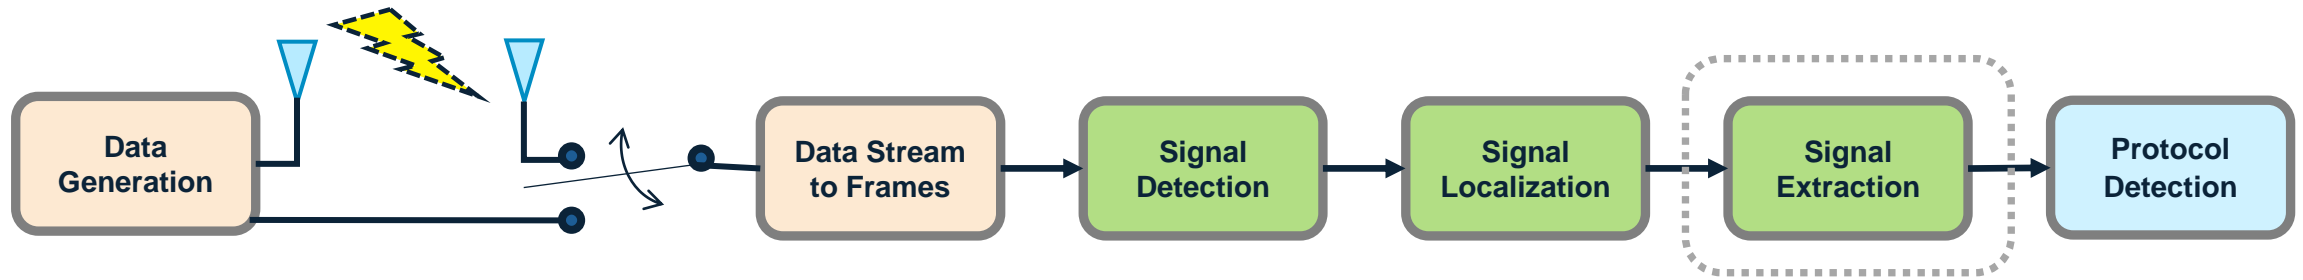 Data
Generation
Data Stream
to Frames
Signal
Detection
Signal
Localization
Signal
Extraction
Protocol
Detection